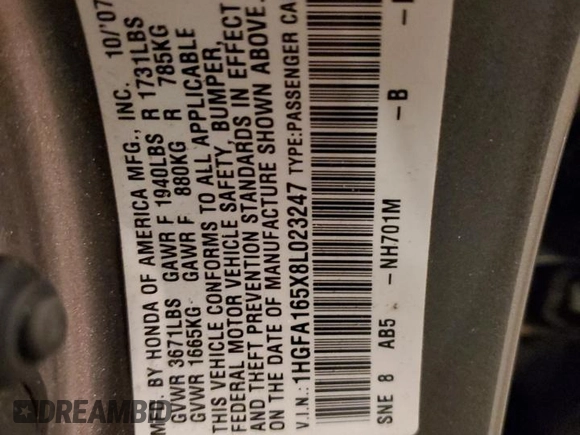 MFG. BY HONDA OF AMERICA MFG., INC. 10/'07
GVWR 3671LBS GAWR F 1940LBS R 1731LBS
GVWR 1665KG GAWR F 880KG R 785KG
THIS VEHICLE CONFORMS TO ALL APPLICABLE
FEDERAL MOTOR VEHICLE SAFETY, BUMPER,
AND THEFT PREVENTION STANDARDS IN EFFECT
ON THE DATE OF MANUFACTURE SHOWN ABOVE.
V.I.N.: 1HGFA165X8L023247 TYPE:PASSENGER CA
SNE 8 AB5 -NH701M -B
DREAMBID